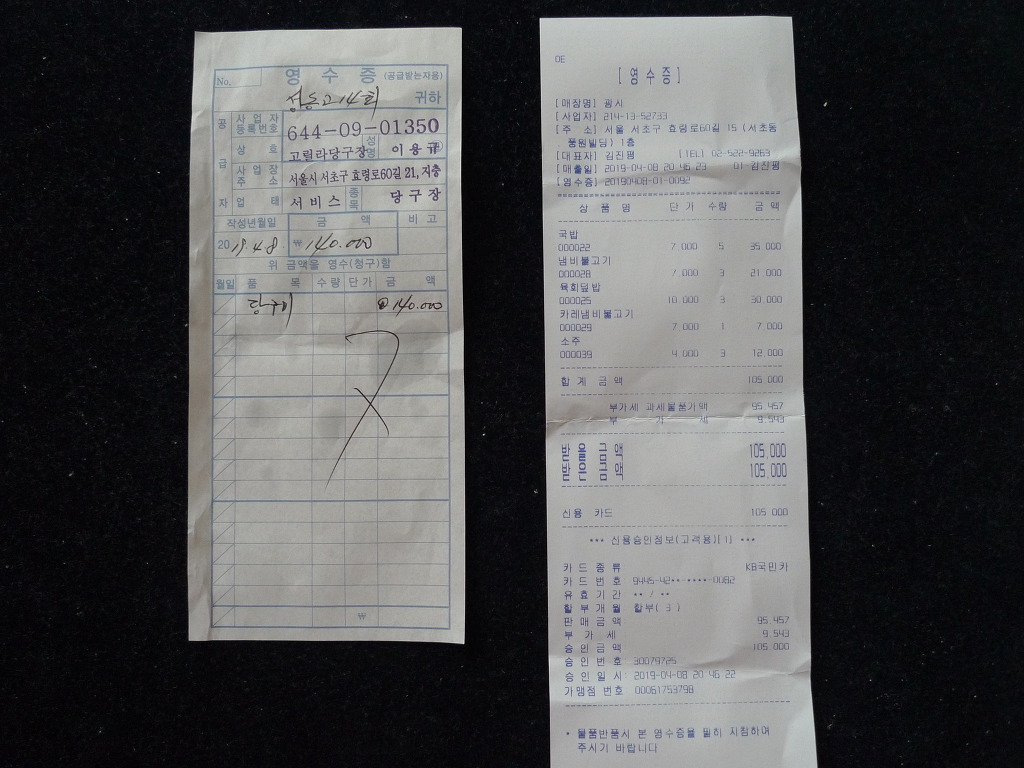 No.
영 수 증 (공급받는자용)
성동고14회 귀하
공 급 자
사업자 등록번호 644-09-01350
상 호 고릴라당구장 성명 이용규
사업장 주소 서울시 서초구 효령로60길 21, 지층
업 태 서비스 종목 당구장
작성년월일 금 액 비 고
2019. 4. 8. ₩ 140.000
위 금액을 영수(청구)함
월일 품 목 수량 단가 금 액
당구비 @ 140.000
₩
OE
[ 영수증 ]
[매장명] 광시
[사업자] 214-13-52733
[주 소] 서울 서초구 효령로60길 15 (서초동
풍원빌딩) 1층
[대표자] 김진평 [TEL] 02-522-9263
[매출일] 2019-04-08 20:46:23 01 김진평
[영수증] 20190408-01-0092
상 품 명 단 가 수량 금 액
국밥
000022 7,000 5 35,000
냄비불고기
000028 7,000 3 21,000
육회덮밥
000025 10,000 3 30,000
카레냄비불고기
000029 7,000 1 7,000
소주
000039 4,000 3 12,000
합 계 금 액 105,000
부가세 과세물품가액 95,457
부 가 세 9,543
받을금액 105,000
받은금액 105,000
신용 카드 105,000
*** 신용승인정보(고객용)[1] ***
카 드 종 류 KB국민카
카 드 번 호 9445-42**-****-0082
유 효 기 간 ** / **
할 부 개 월 할부( 3 )
판 매 금 액 95,457
부 가 세 9,543
승 인 금 액 105,000
승 인 번 호 30079725
승 인 일 시: 2019-04-08 20:46:22
가맹점 번호 00061753798
* 물품반품시 본 영수증을 필히 지참하여
주시기 바랍니다